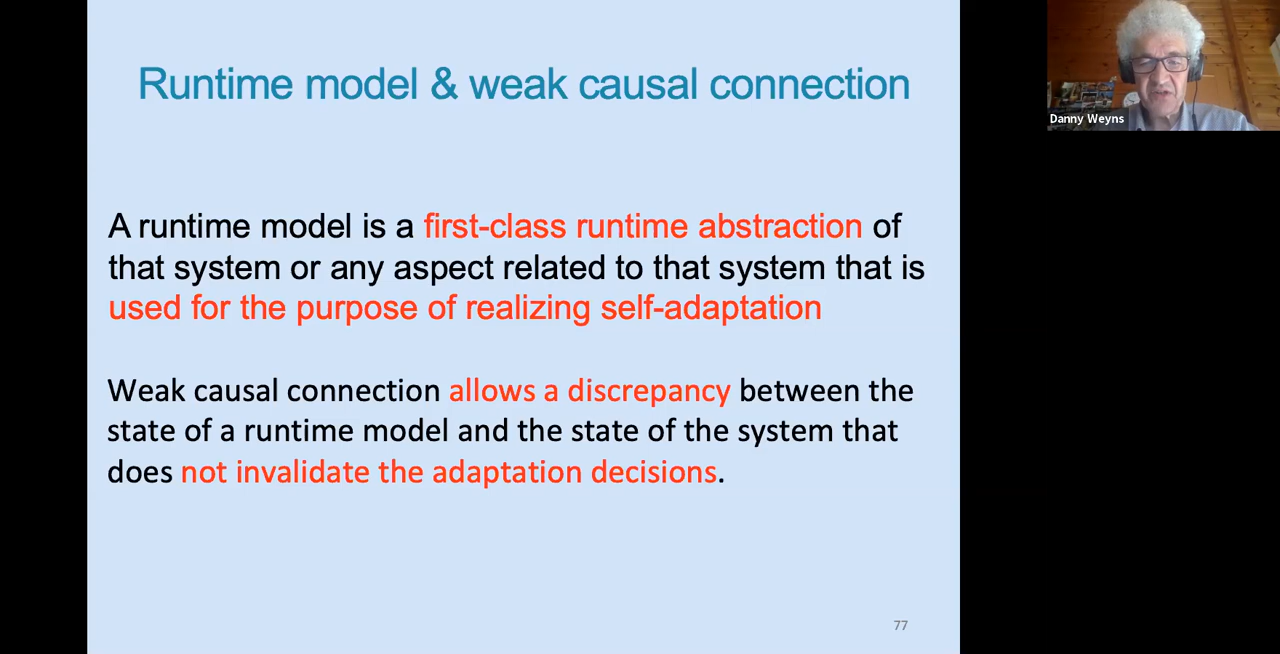 Runtime model & weak causal connection
Danny Weyns
A runtime model is a first-class runtime abstraction of
that system or any aspect related to that system that is
used for the purpose of realizing self-adaptation
Weak causal connection allows a discrepancy between the
state of a runtime model and the state of the system that
does not invalidate the adaptation decisions.
77